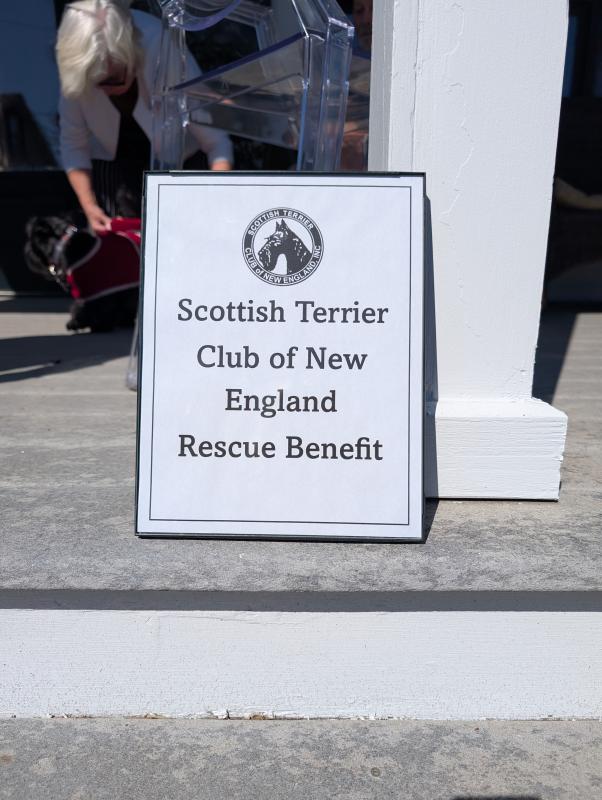 SCOTTISH TERRIER
CLUB of NEW ENGLAND, INC
Scottish Terrier
Club of New
England
Rescue Benefit